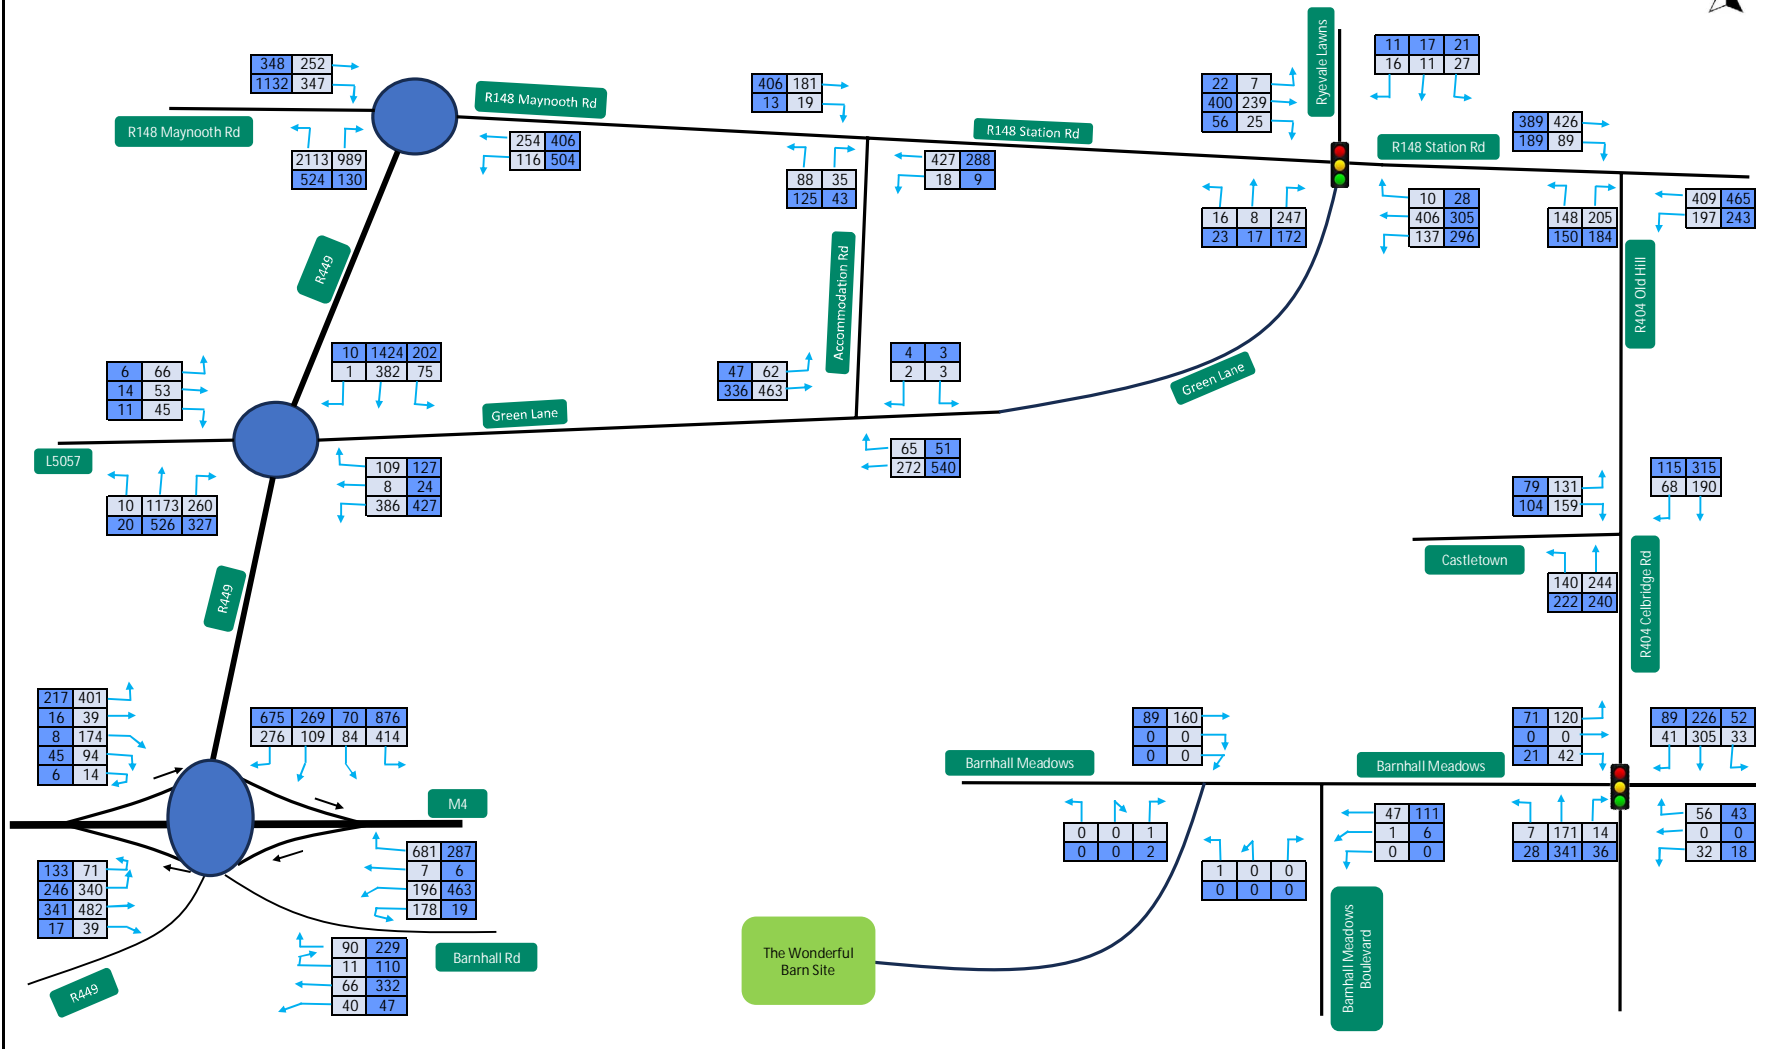 Ryevale Lawns
11 17 21
16 11 27
348 252
1132 347
R148 Maynooth Rd
406 181
13 19
22 7
400 239
56 25
R148 Maynooth Rd
R148 Station Rd
R148 Station Rd
389 426
189 89
2113 989
524 130
254 406
116 504
88 35
125 43
427 288
18 9
16 8 247
23 17 172
10 28
406 305
137 296
148 205
150 184
409 465
197 243
R449
Accommodation Rd
R404 Old Hill
6 66
14 53
11 45
10 1424 202
1 382 75
47 62
336 463
4 3
2 3
Green Lane
Green Lane
L5057
10 1173 260
20 526 327
109 127
8 24
386 427
65 51
272 540
79 131
104 159
115 315
68 190
Castletown
140 244
222 240
R404 Celbridge Rd
R449
217 401
16 39
8 174
45 94
6 14
675 269 70 876
276 109 84 414
89 160
0 0
0 0
71 120
0 0
21 42
89 226 52
41 305 33
Barnhall Meadows
Barnhall Meadows
M4
0 0 1
0 0 2
1 0 0
0 0 0
47 111
1 6
0 0
7 171 14
28 341 36
56 43
0 0
32 18
133 71
246 340
341 482
17 39
681 287
7 6
196 463
178 19
90 229
11 110
66 332
40 47
Barnhall Rd
R449
The Wonderful
Barn Site
Barnhall Meadows
Boulevard